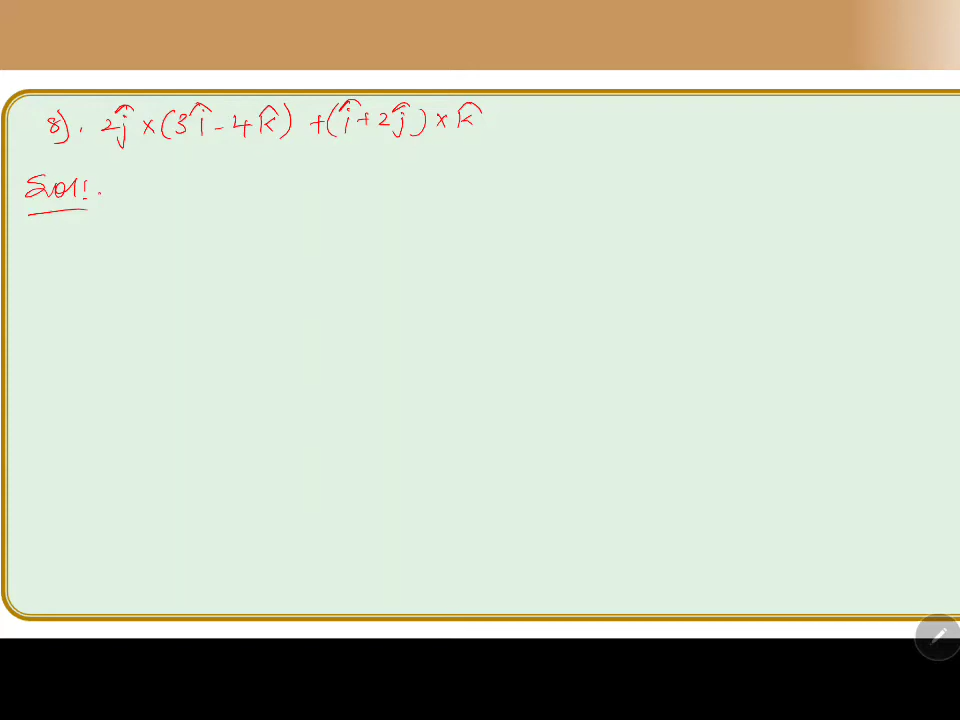 8). 2ĵ × (3î - 4k̂) + (î + 2ĵ) × k̂
Sol:.